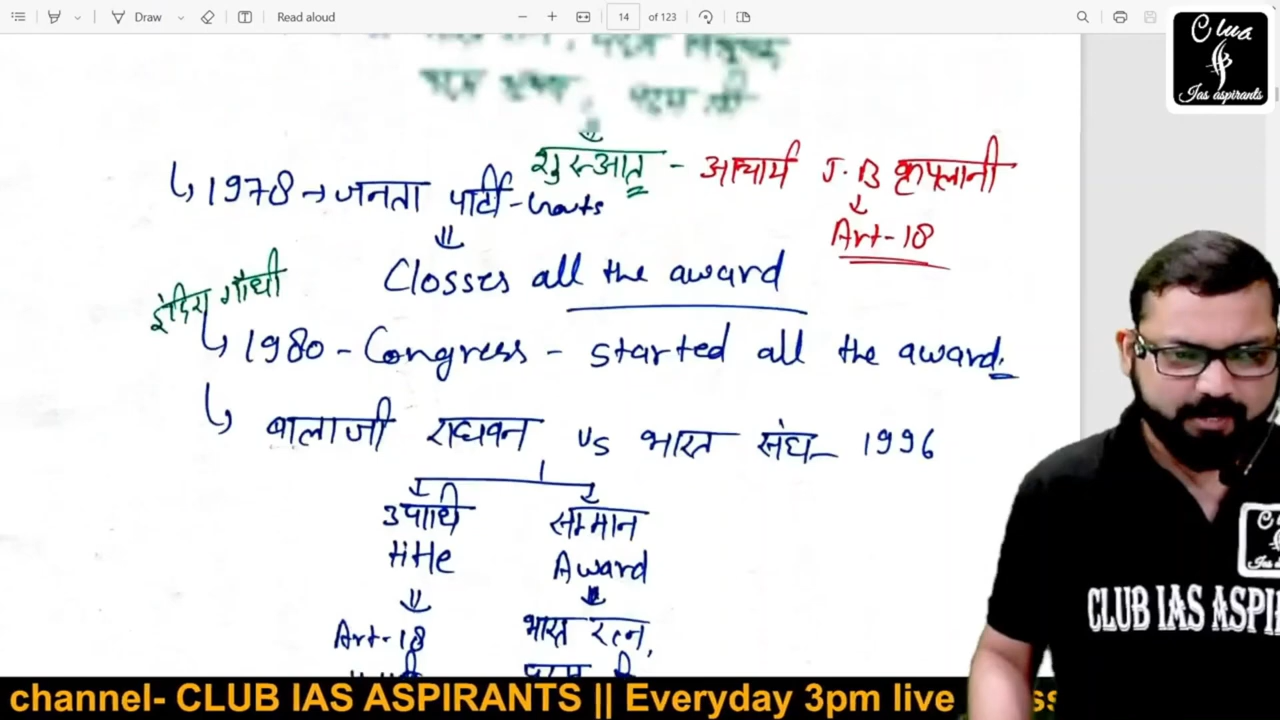 Draw
Read aloud
14 of 123
Clua
Ias aspirants
शुरूआत - आचार्य J.B कृपलानी
Art-18
1978 → जनता पार्टी - Govts
Closses all the award
इंदिरा गाँधी
1980 - Congress - started all the award.
बालाजी राघवन vs भारत संघ - 1996
उपाधि सम्मान
title Award
Art-18 भारत रत्न,
CLUB IAS ASPI
channel- CLUB IAS ASPIRANTS || Everyday 3pm live